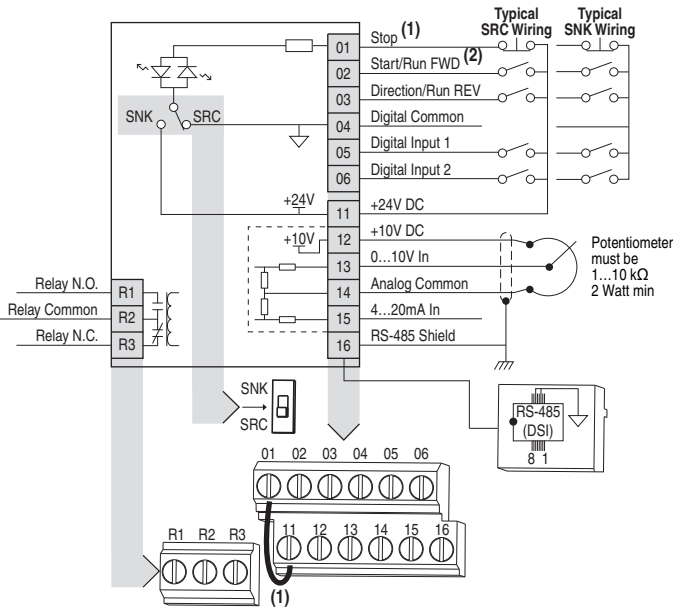 Typical
SRC Wiring
Typical
SNK Wiring
01
Stop (1)
02
Start/Run FWD (2)
03
Direction/Run REV
SNK
SRC
04
Digital Common
05
Digital Input 1
06
Digital Input 2
+24V
11
+24V DC
+10V
12
+10V DC
13
0...10V In
14
Analog Common
15
4...20mA In
16
RS-485 Shield
Potentiometer
must be
1...10 kΩ
2 Watt min
Relay N.O.
R1
Relay Common
R2
Relay N.C.
R3
SNK
SRC
RS-485
(DSI)
8 1
01 02 03 04 05 06
11 12 13 14 15 16
R1 R2 R3
(1)